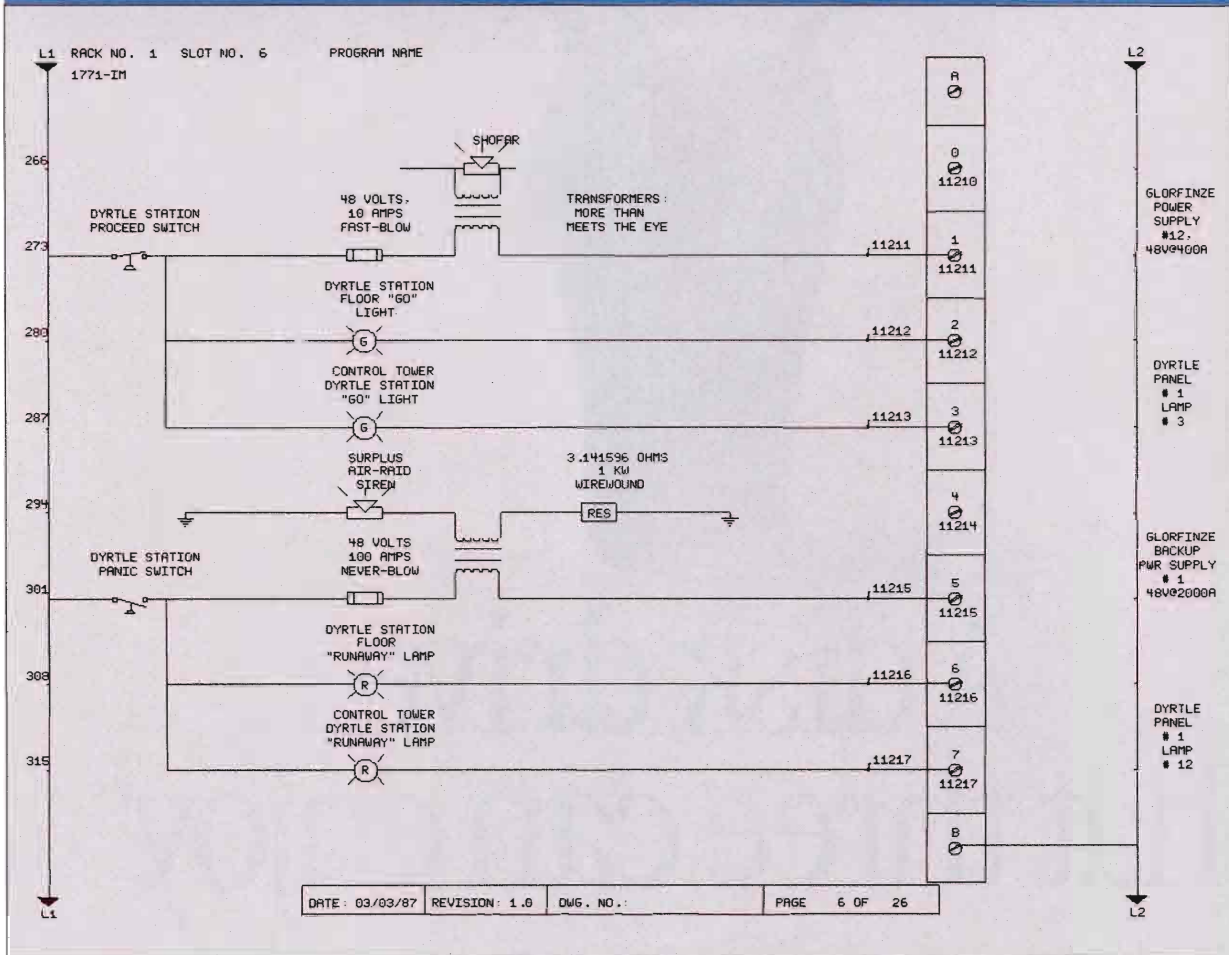 L1 RACK NO. 1 SLOT NO. 6 PROGRAM NAME
1771-IM
L2
A
266
SHOFAR
0
11210
48 VOLTS,
10 AMPS
FAST-BLOW
TRANSFORMERS:
MORE THAN
MEETS THE EYE
GLORFINZE
POWER
SUPPLY
#12,
48V@400A
DYRTLE STATION
PROCEED SWITCH
273
11211
1
11211
DYRTLE STATION
FLOOR "GO"
LIGHT
280
G
11212
2
11212
CONTROL TOWER
DYRTLE STATION
"GO" LIGHT
DYRTLE
PANEL
# 1
LAMP
# 3
287
G
11213
3
11213
SURPLUS
AIR-RAID
SIREN
3.141596 OHMS
1 KW
WIREWOUND
294
RES
4
11214
48 VOLTS
100 AMPS
NEVER-BLOW
GLORFINZE
BACKUP
PWR SUPPLY
# 1
48V@2000A
DYRTLE STATION
PANIC SWITCH
301
11215
5
11215
DYRTLE STATION
FLOOR
"RUNAWAY" LAMP
308
R
11216
6
11216
CONTROL TOWER
DYRTLE STATION
"RUNAWAY" LAMP
DYRTLE
PANEL
# 1
LAMP
# 12
315
R
11217
7
11217
B
L1
DATE: 03/03/87 REVISION: 1.0 DWG. NO.: PAGE 6 OF 26
L2